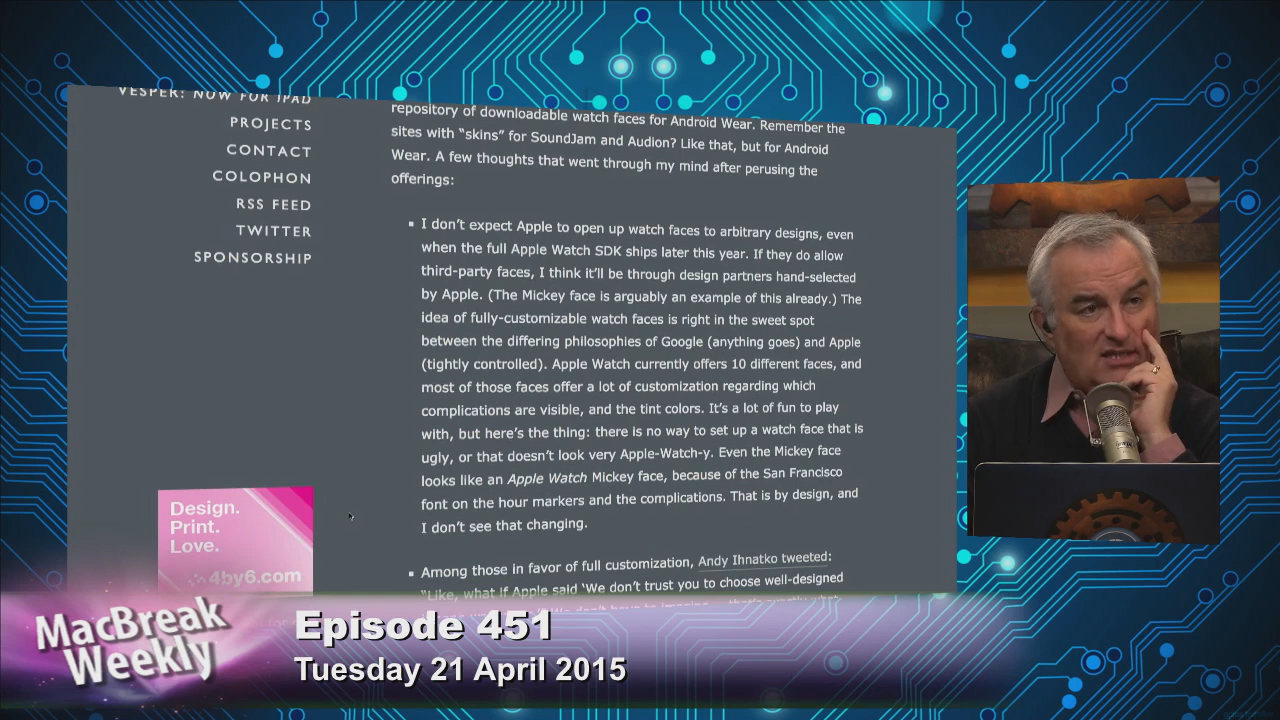 VESPER: NOW FOR IPAD
PROJECTS
CONTACT
COLOPHON
RSS FEED
TWITTER
SPONSORSHIP
repository of downloadable watch faces for Android Wear. Remember the
sites with “skins” for SoundJam and Audion? Like that, but for Android
Wear. A few thoughts that went through my mind after perusing the
offerings:
▪ I don’t expect Apple to open up watch faces to arbitrary designs, even
when the full Apple Watch SDK ships later this year. If they do allow
third-party faces, I think it’ll be through design partners hand-selected
by Apple. (The Mickey face is arguably an example of this already.) The
idea of fully-customizable watch faces is right in the sweet spot
between the differing philosophies of Google (anything goes) and Apple
(tightly controlled). Apple Watch currently offers 10 different faces, and
most of those faces offer a lot of customization regarding which
complications are visible, and the tint colors. It’s a lot of fun to play
with, but here’s the thing: there is no way to set up a watch face that is
ugly, or that doesn’t look very Apple-Watch-y. Even the Mickey face
looks like an Apple Watch Mickey face, because of the San Francisco
font on the hour markers and the complications. That is by design, and
I don’t see that changing.
▪ Among those in favor of full customization, Andy Ihnatko tweeted:
“Like, what if Apple said ‘We don’t trust you to choose well-designed
Design.
Print.
Love.
4by6.com
MacBreak
Weekly
Episode 451
Tuesday 21 April 2015